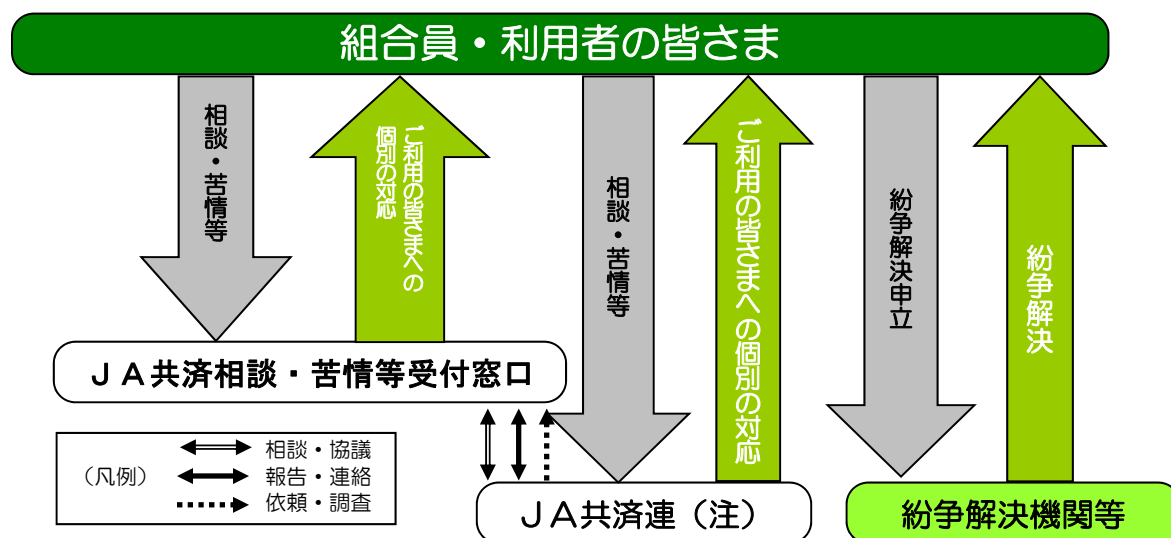 組合員・利用者の皆さま
相談・苦情等
ご利用の皆さまへの
個別の対応
相談・苦情等
ご利用の皆さまへの個別の対応
紛争解決申立
紛争解決
ＪＡ共済相談・苦情等受付窓口
（凡例）
相談・協議
報告・連絡
依頼・調査
ＪＡ共済連（注）
紛争解決機関等